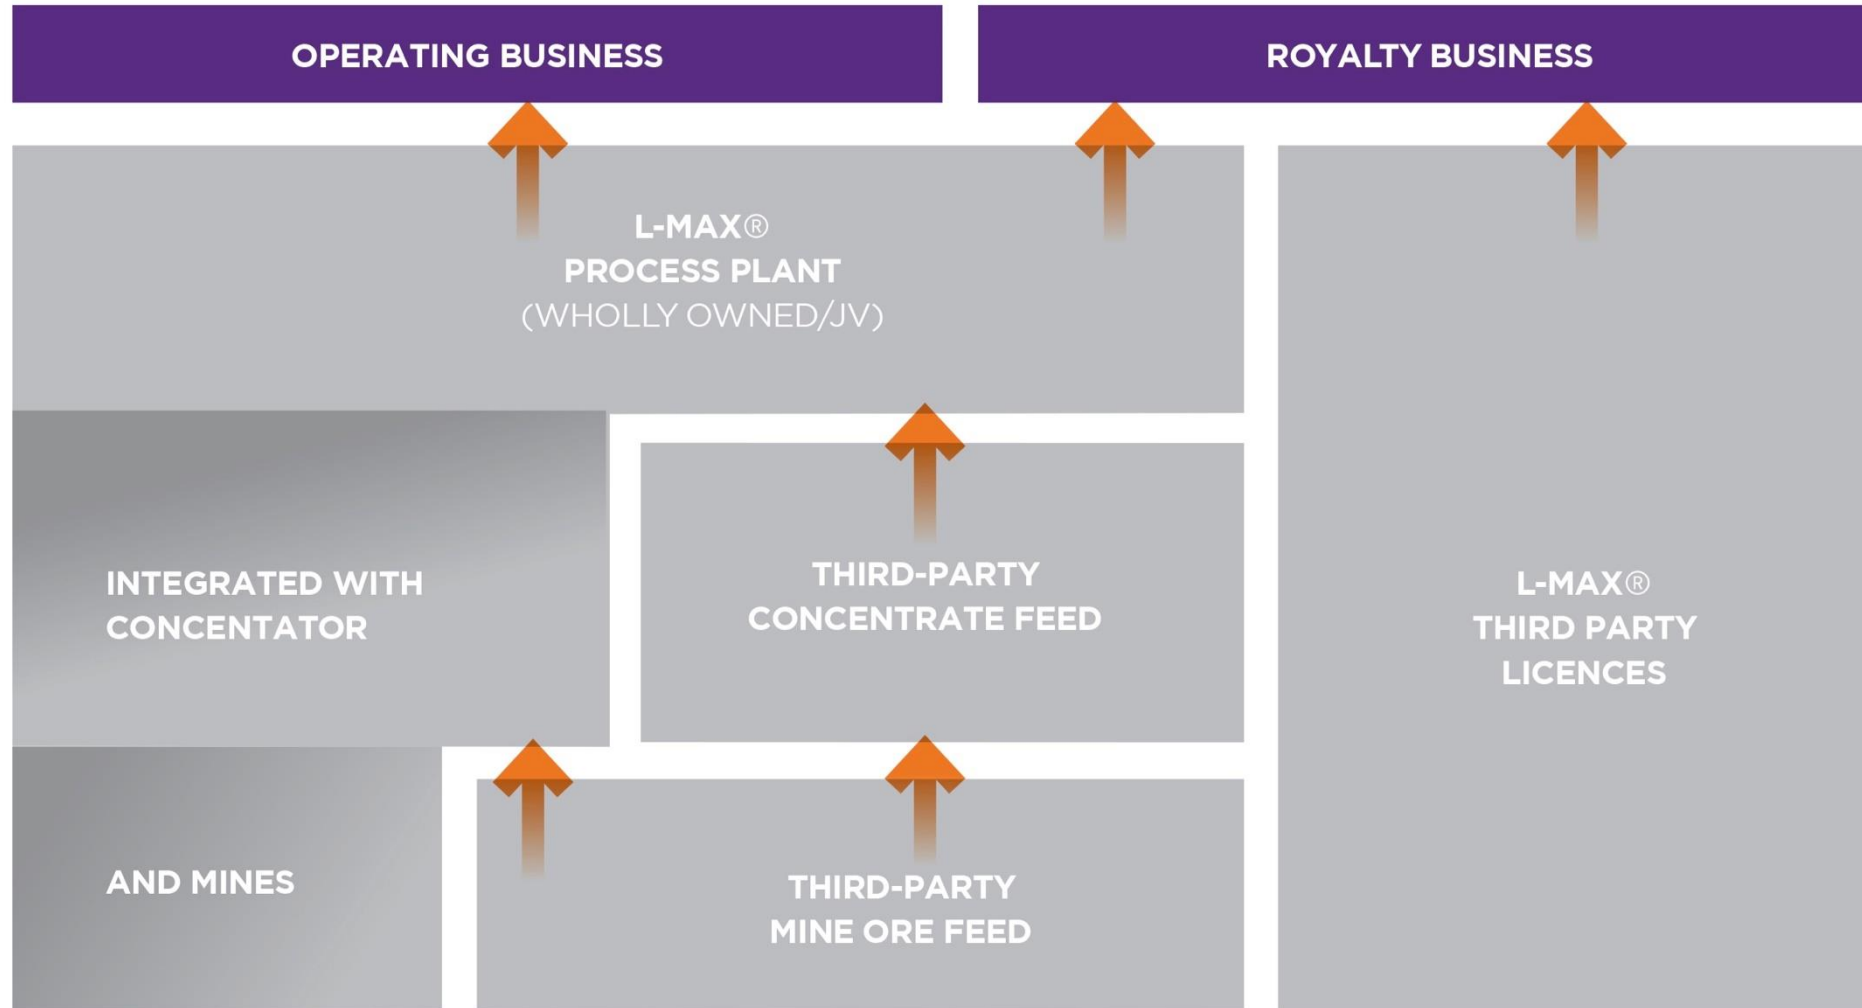 OPERATING BUSINESS
ROYALTY BUSINESS
L-MAX®
PROCESS PLANT
(WHOLLY OWNED/JV)
INTEGRATED WITH
CONCENTATOR
THIRD-PARTY
CONCENTRATE FEED
L-MAX®
THIRD PARTY
LICENCES
AND MINES
THIRD-PARTY
MINE ORE FEED